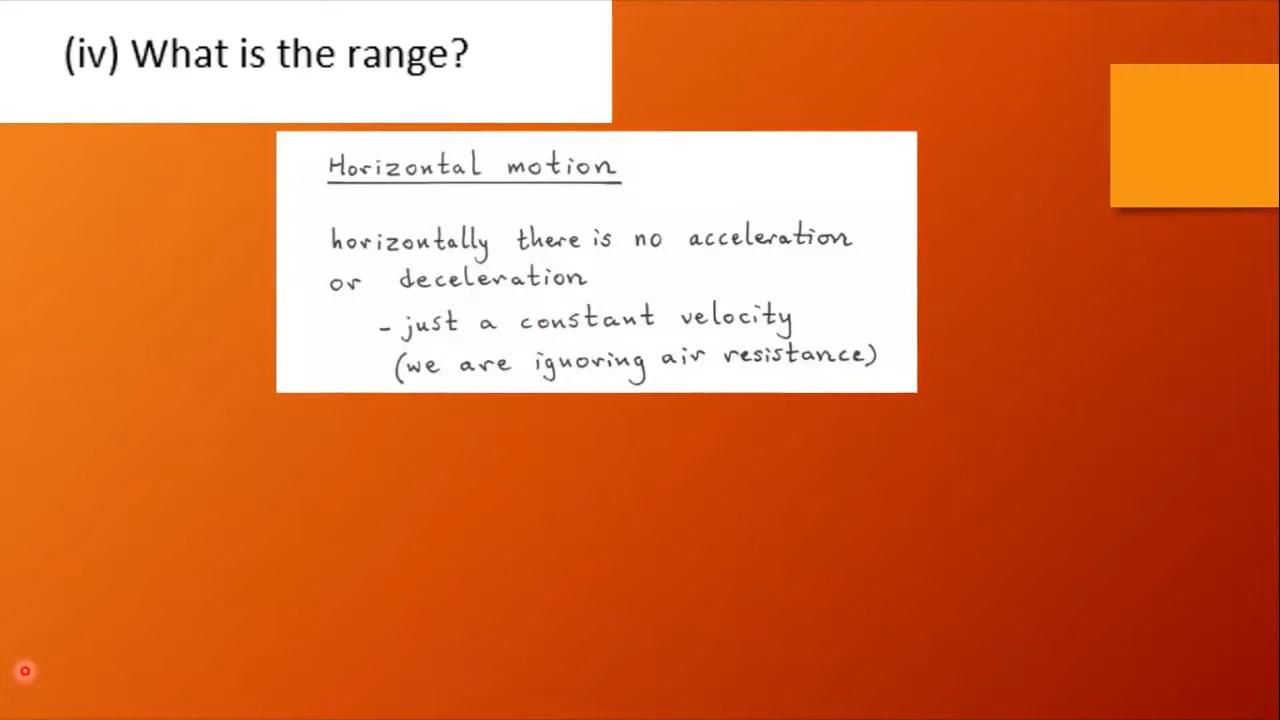 (iv) What is the range?
Horizontal motion
horizontally there is no acceleration
or deceleration
- just a constant velocity
(we are ignoring air resistance)